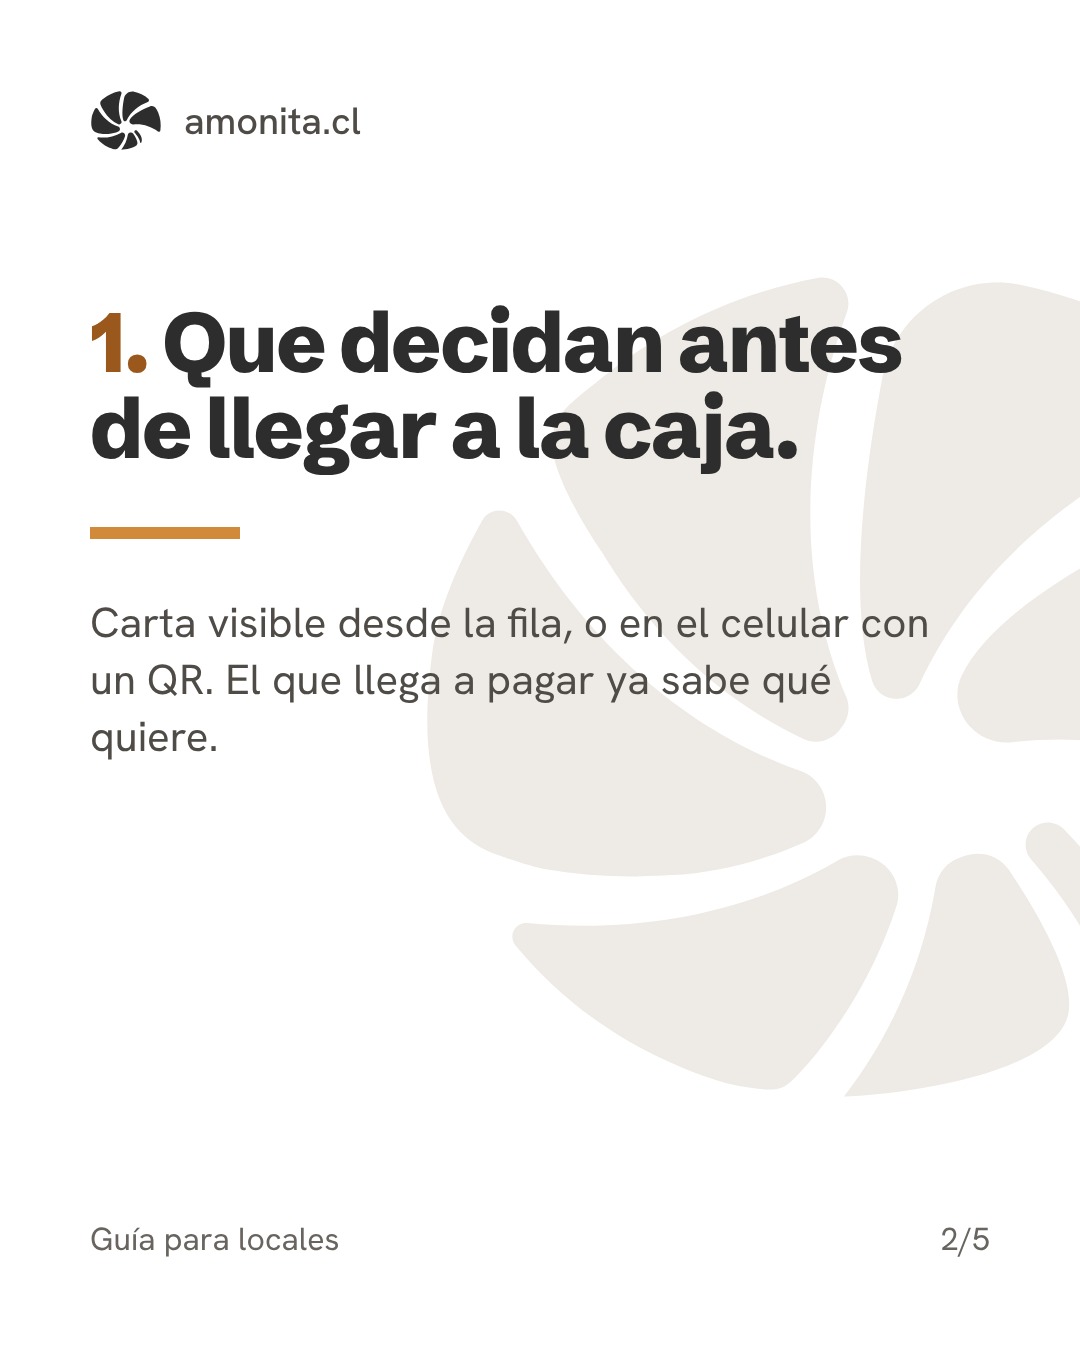 amonita.cl
1. Que decidan antes
de llegar a la caja.
Carta visible desde la fila, o en el celular con
un QR. El que llega a pagar ya sabe qué
quiere.
Guía para locales
2/5